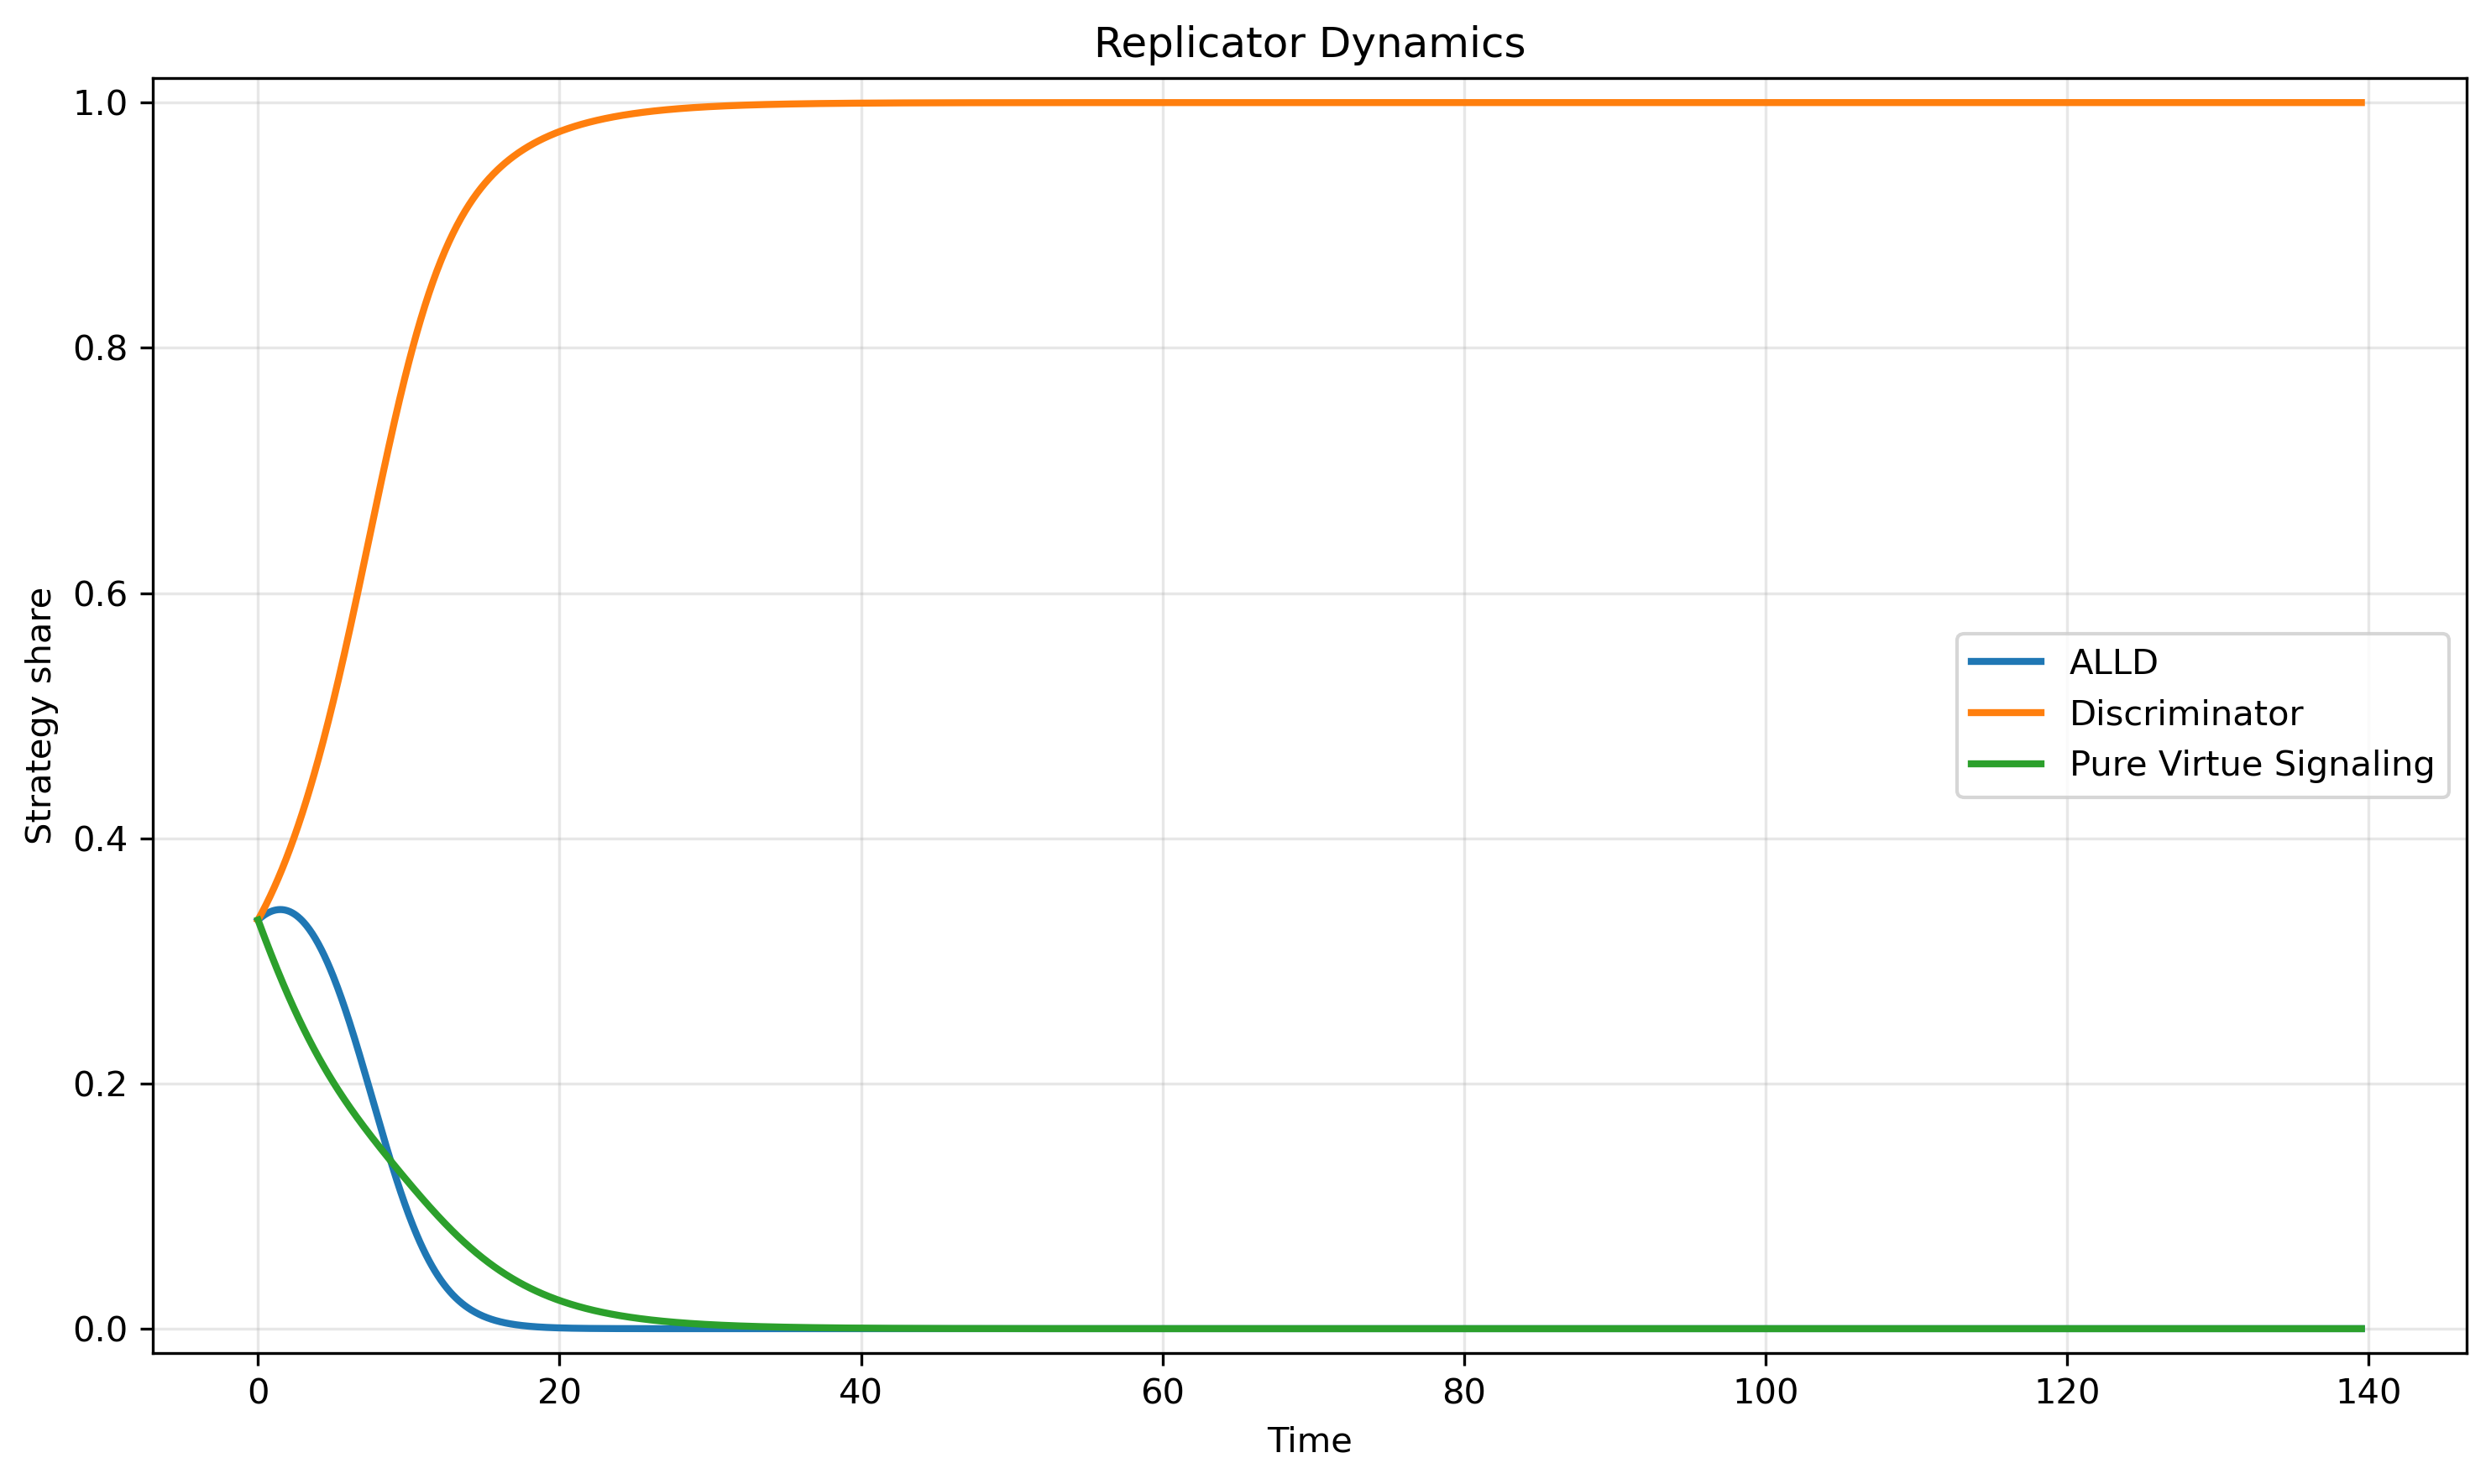 Replicator Dynamics
1.0
0.8
0.6
0.4
0.2
0.0
Strategy share
ALLD
Discriminator
Pure Virtue Signaling
0 20 40 60 80 100 120 140
Time